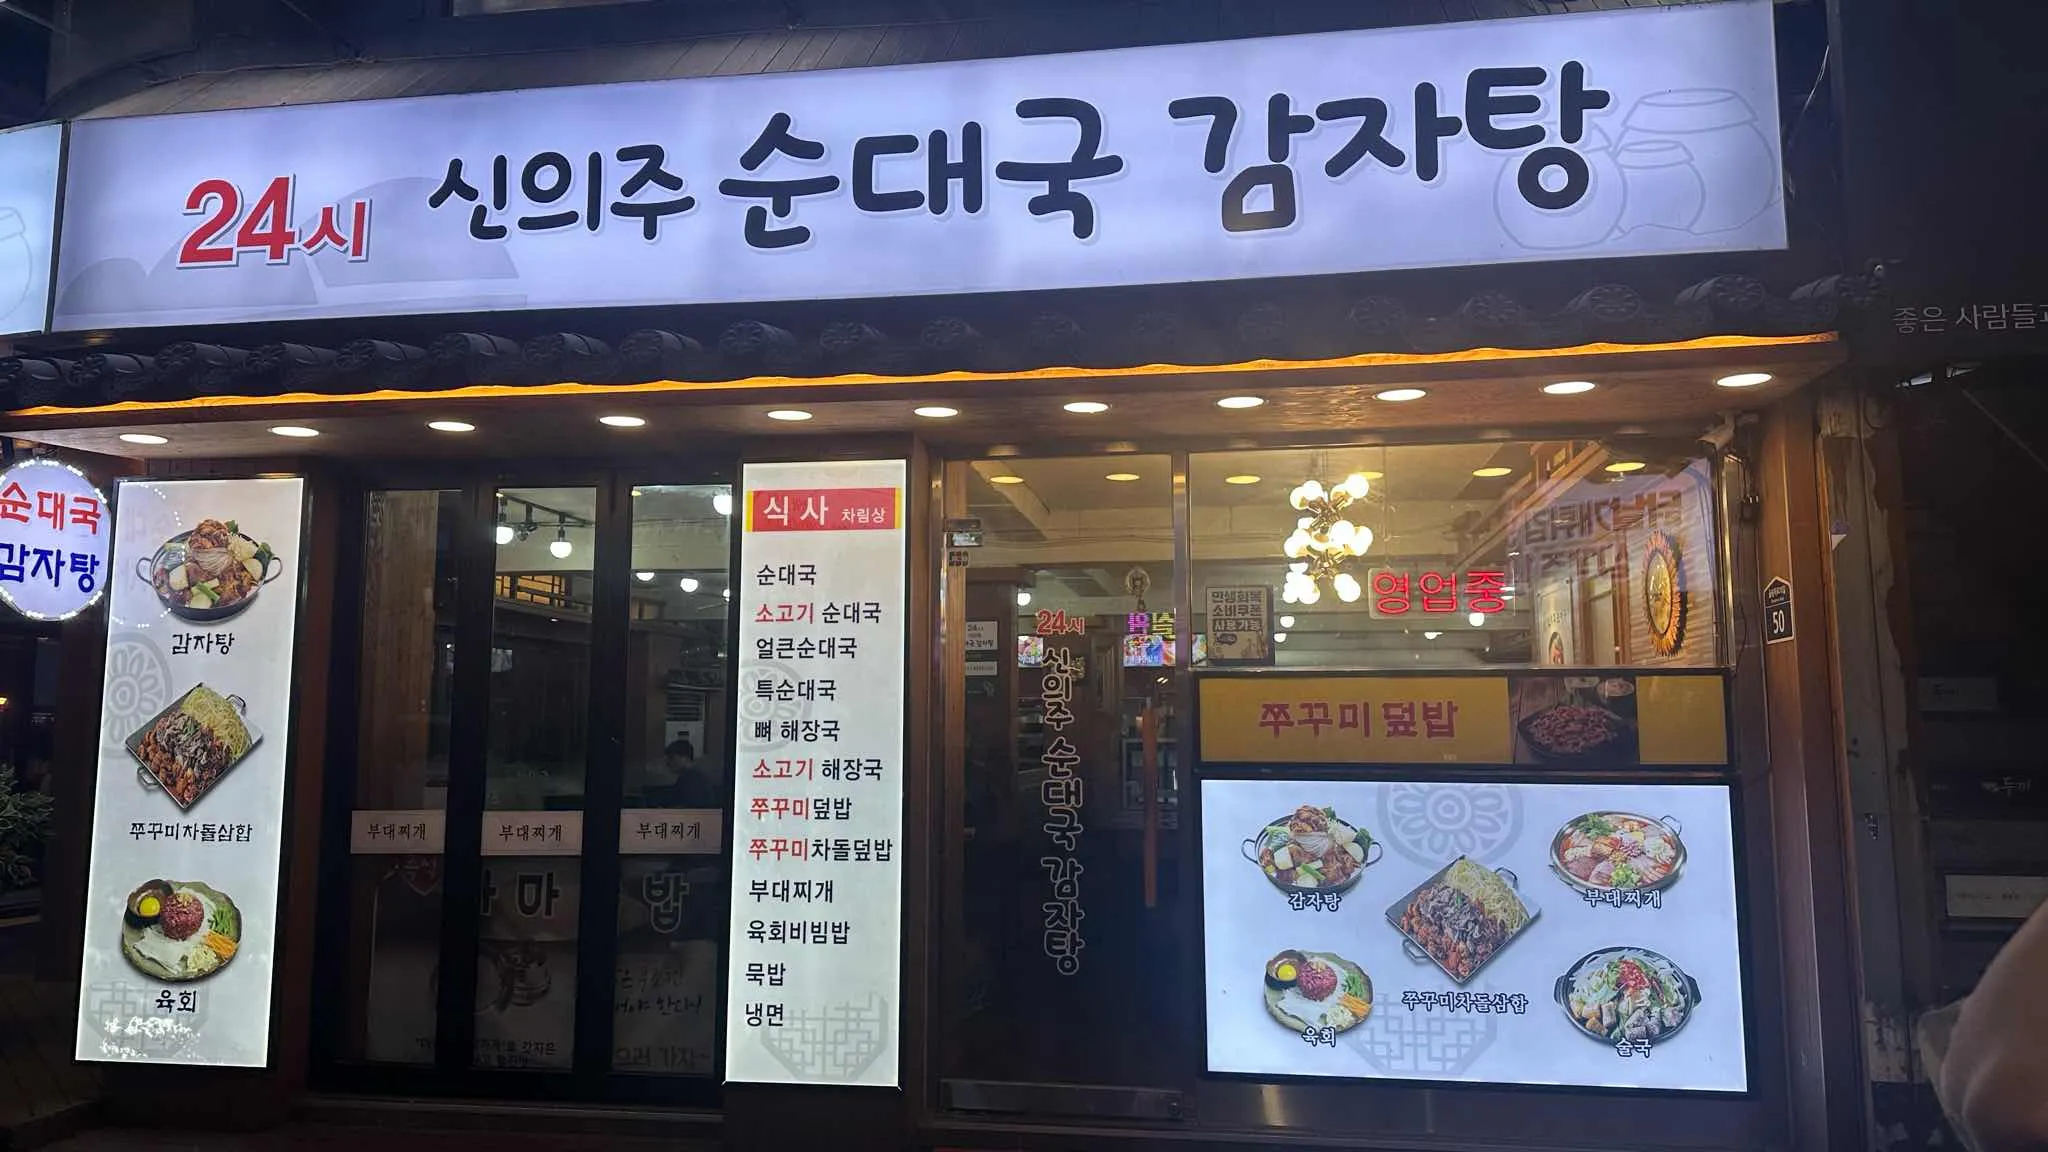 24시 신의주 순대국 감자탕
좋은 사람들
순대국
감자탕
감자탕
쭈꾸미차돌삼합
육회
부대찌개
부대찌개
부대찌개
마
밥
식사 차림상
순대국
소고기 순대국
얼큰순대국
특순대국
뼈 해장국
소고기 해장국
쭈꾸미덮밥
쭈꾸미차돌덮밥
부대찌개
육회비빔밥
묵밥
냉면
24시
신의주 순대국 감자탕
민생회복
소비쿠폰
사용가능
영업중
50
쭈꾸미 덮밥
감자탕
부대찌개
쭈꾸미차돌삼합
육회
술국